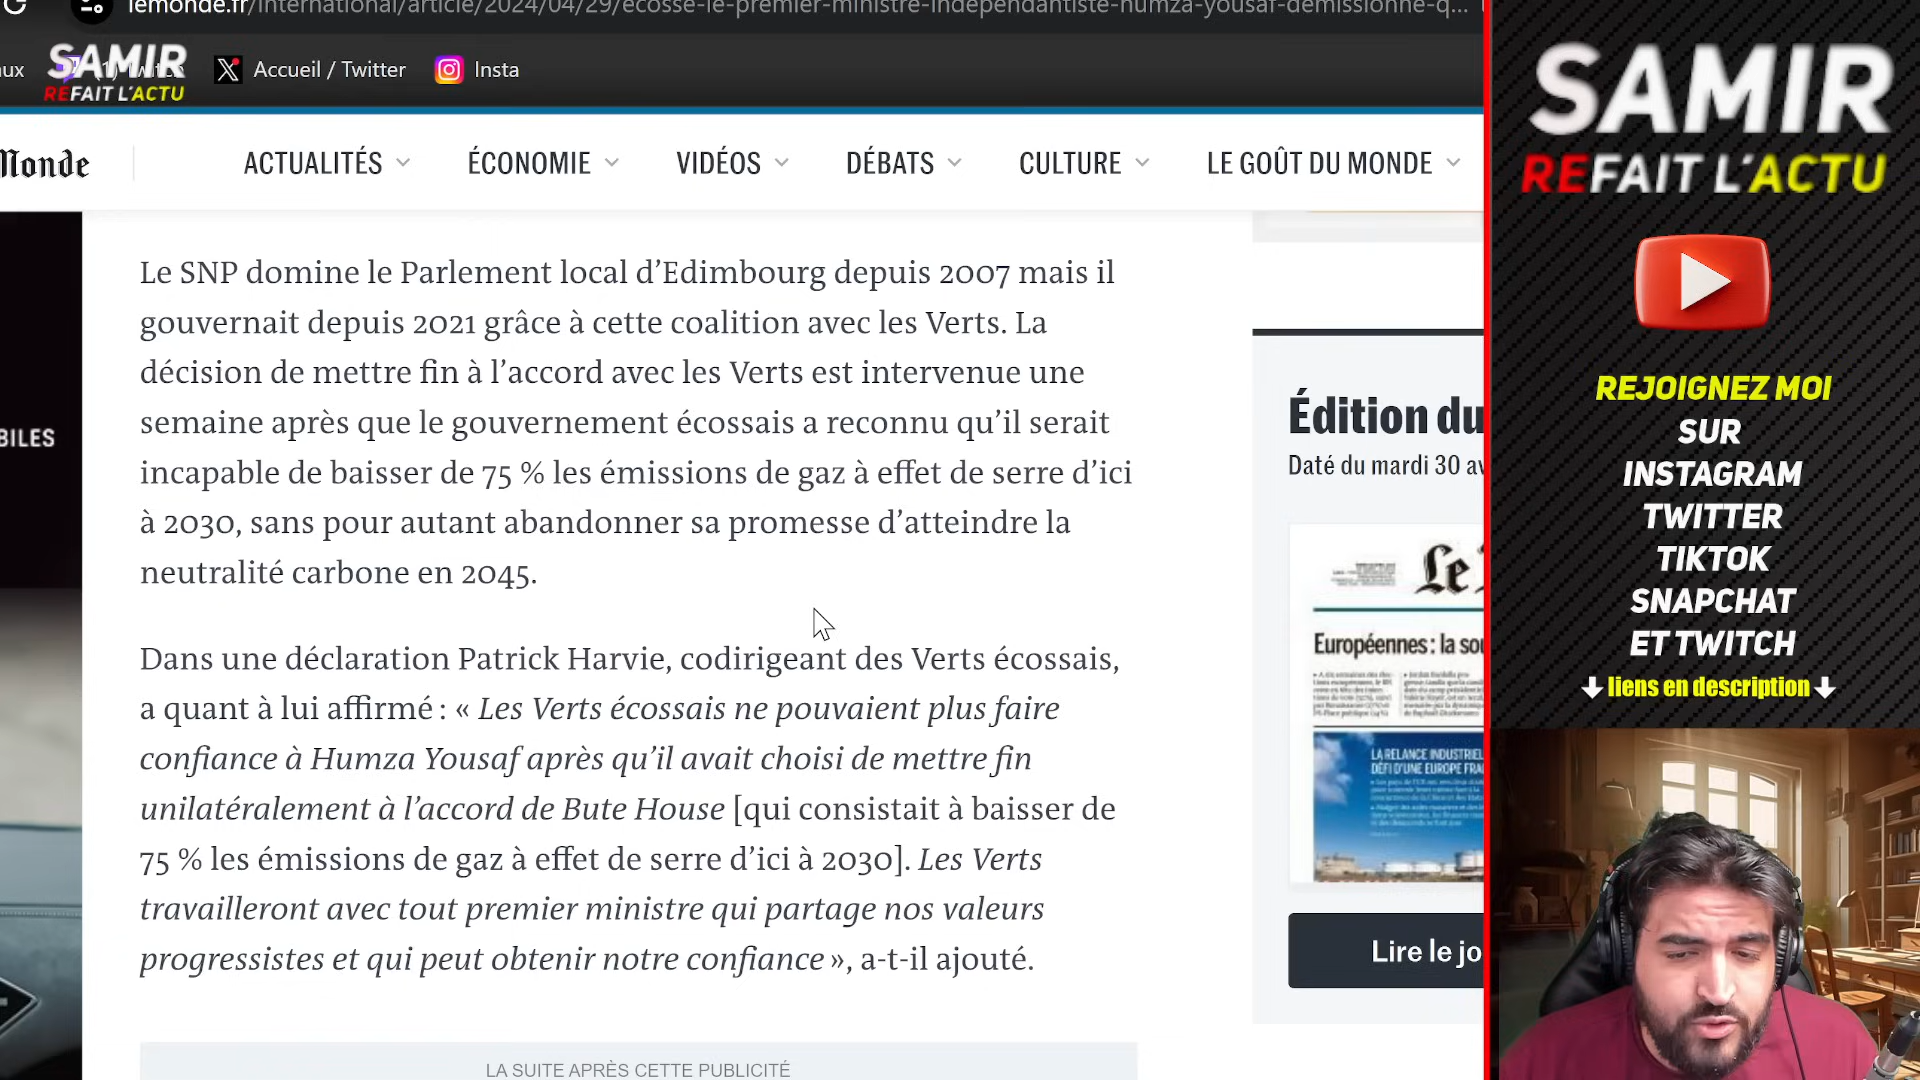 lemonde.fr/international/article/2024/04/29/ecosse-le-premier-ministre-independantiste-humza-yousaf-demissionne-q...
SAMIR
REFAIT L'ACTU
Accueil / Twitter
Insta
Monde
ACTUALITÉS
ÉCONOMIE
VIDÉOS
DÉBATS
CULTURE
LE GOÛT DU MONDE
BILES
Le SNP domine le Parlement local d’Edimbourg depuis 2007 mais il
gouvernait depuis 2021 grâce à cette coalition avec les Verts. La
décision de mettre fin à l’accord avec les Verts est intervenue une
semaine après que le gouvernement écossais a reconnu qu’il serait
incapable de baisser de 75 % les émissions de gaz à effet de serre d’ici
à 2030, sans pour autant abandonner sa promesse d’atteindre la
neutralité carbone en 2045.
Dans une déclaration Patrick Harvie, codirigeant des Verts écossais,
a quant à lui affirmé : « Les Verts écossais ne pouvaient plus faire
confiance à Humza Yousaf après qu’il avait choisi de mettre fin
unilatéralement à l’accord de Bute House [qui consistait à baisser de
75 % les émissions de gaz à effet de serre d’ici à 2030]. Les Verts
travailleront avec tout premier ministre qui partage nos valeurs
progressistes et qui peut obtenir notre confiance », a-t-il ajouté.
LA SUITE APRÈS CETTE PUBLICITÉ
Édition du
Daté du mardi 30 av
Le
Européennes : la sou
LA RELANCE INDUSTRIEL
DÉFI D'UNE EUROPE FRA
Lire le jo
SAMIR
REFAIT L'ACTU
REJOIGNEZ MOI
SUR
INSTAGRAM
TWITTER
TIKTOK
SNAPCHAT
ET TWITCH
liens en description